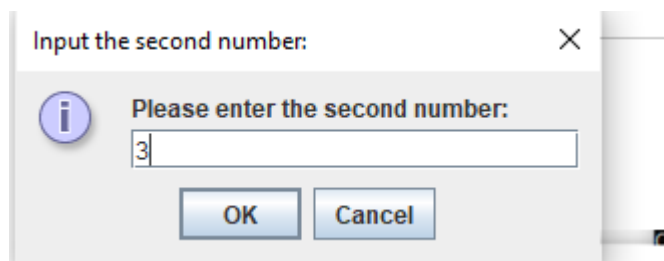 Input the second number:
Please enter the second number:
3
OK Cancel